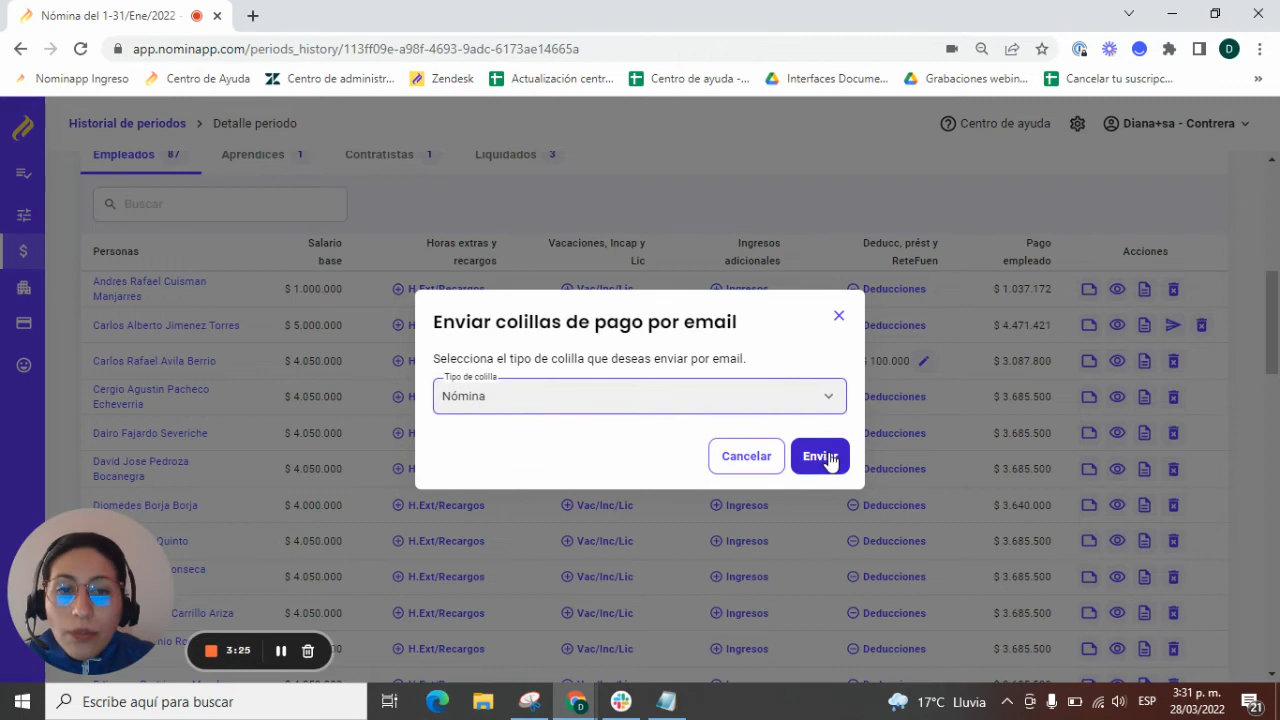 Nómina del 1-31/Ene/2022 -
app.nominapp.com/periods_history/113ff09e-a98f-4693-9adc-6173ae14665a
D
Nominapp Ingreso
Centro de Ayuda
Centro de administr...
Zendesk
Actualización centr...
Centro de ayuda -...
Interfaces Docume...
Grabaciones webin...
Cancelar tu suscripc...
»
Historial de periodos > Detalle periodo
Centro de ayuda
Diana+sa - Contrera
Empleados 87
Aprendices 1
Contratistas 1
Liquidados 3
Buscar
Personas
Salario base
Horas extras y recargos
Vacaciones, Incap y Lic
Ingresos adicionales
Deducc, prést y ReteFuen
Pago empleado
Acciones
Andres Rafael Cuisman Manjarres
$ 1.000.000
H.Ext/Recargos
Vac/Inc/Lic
Ingresos
Deducciones
$ 1.037.172
Carlos Alberto Jimenez Torres
$ 5.000.000
Deducciones
$ 4.471.421
Carlos Rafael Avila Berrio
$ 4.050.000
$ 100.000
$ 3.087.800
Cergio Agustin Pacheco Echeverria
$ 4.050.000
Deducciones
$ 3.685.500
Dairo Fajardo Severiche
$ 4.050.000
Deducciones
$ 3.685.500
David Jose Pedroza Bocanegra
$ 4.050.000
Deducciones
$ 3.685.500
Diomedes Borja Borja
$ 4.000.000
H.Ext/Recargos
Vac/Inc/Lic
Ingresos
Deducciones
$ 3.640.000
Quinto
$ 4.050.000
H.Ext/Recargos
Vac/Inc/Lic
Ingresos
Deducciones
$ 3.685.500
$ 4.050.000
H.Ext/Recargos
Vac/Inc/Lic
Ingresos
Deducciones
$ 3.685.500
Carrillo Ariza
$ 4.050.000
H.Ext/Recargos
Vac/Inc/Lic
Ingresos
Deducciones
$ 3.685.500
$ 4.050.000
H.Ext/Recargos
Vac/Inc/Lic
Ingresos
Deducciones
$ 3.685.500
Enviar colillas de pago por email
Selecciona el tipo de colilla que deseas enviar por email.
Tipo de colilla
Nómina
Cancelar
Enviar
3:25
Escribe aquí para buscar
17°C Lluvia
ESP
3:31 p. m.
28/03/2022
21